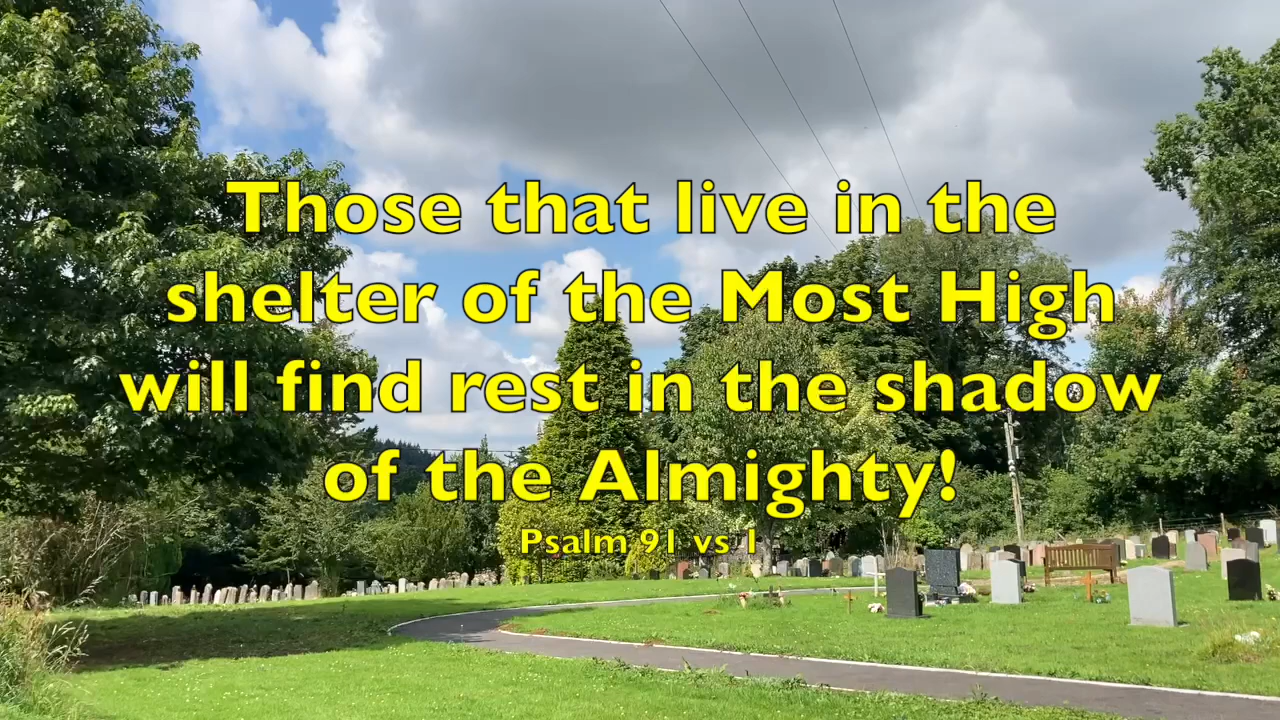 Those that live in the
shelter of the Most High
will find rest in the shadow
of the Almighty!
Psalm 91 vs 1